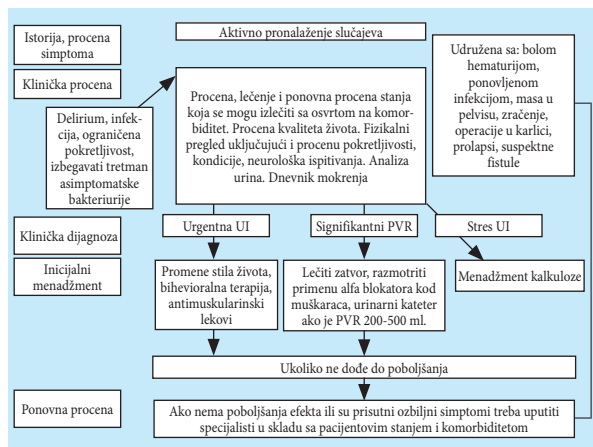 Istorija, procena
simptoma
Klinička procena
Aktivno pronalaženje slučajeva
Udružena sa: bolom
hematurijom,
ponovljenom
infekcijom, masa u
pelvisu, zračenje,
operacije u karlici,
prolapsi, suspektne
fistule
Delirium, infek-
cija, ograničena
pokretljivost,
izbegavati tretman
asimptomatske
bakteriurije
Procena, lečenje i ponovna procena stanja
koja se mogu izlečiti sa osvrtom na komor-
biditet. Procena kvaliteta života. Fizikalni
pregled uključujući i procenu pokretljivosti,
kondicije, neurološka ispitivanja. Analiza
urina. Dnevnik mokrenja
Klinička dijagnoza
Urgentna UI
Signifikantni PVR
Stres UI
Inicijalni
menadžment
Promene stila života,
bihevioralna terapija,
antimuskularinski
lekovi
Lečiti zatvor, razmotriti
primenu alfa blokatora kod
muškaraca, urinarni kateter
ako je PVR 200-500 ml.
Menadžment kalkuloze
Ukoliko ne dođe do poboljšanja
Ponovna procena
Ako nema poboljšanja efekta ili su prisutni ozbiljni simptomi treba uputiti
specijalisti u skladu sa pacijentovim stanjem i komorbiditetom